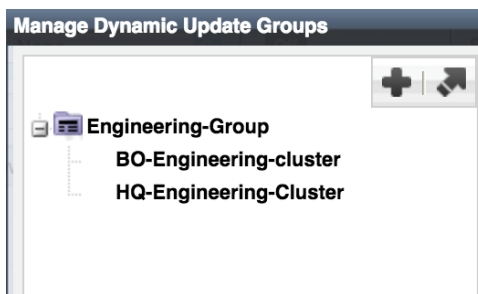 Manage Dynamic Update Groups
Engineering-Group
BO-Engineering-cluster
HQ-Engineering-Cluster